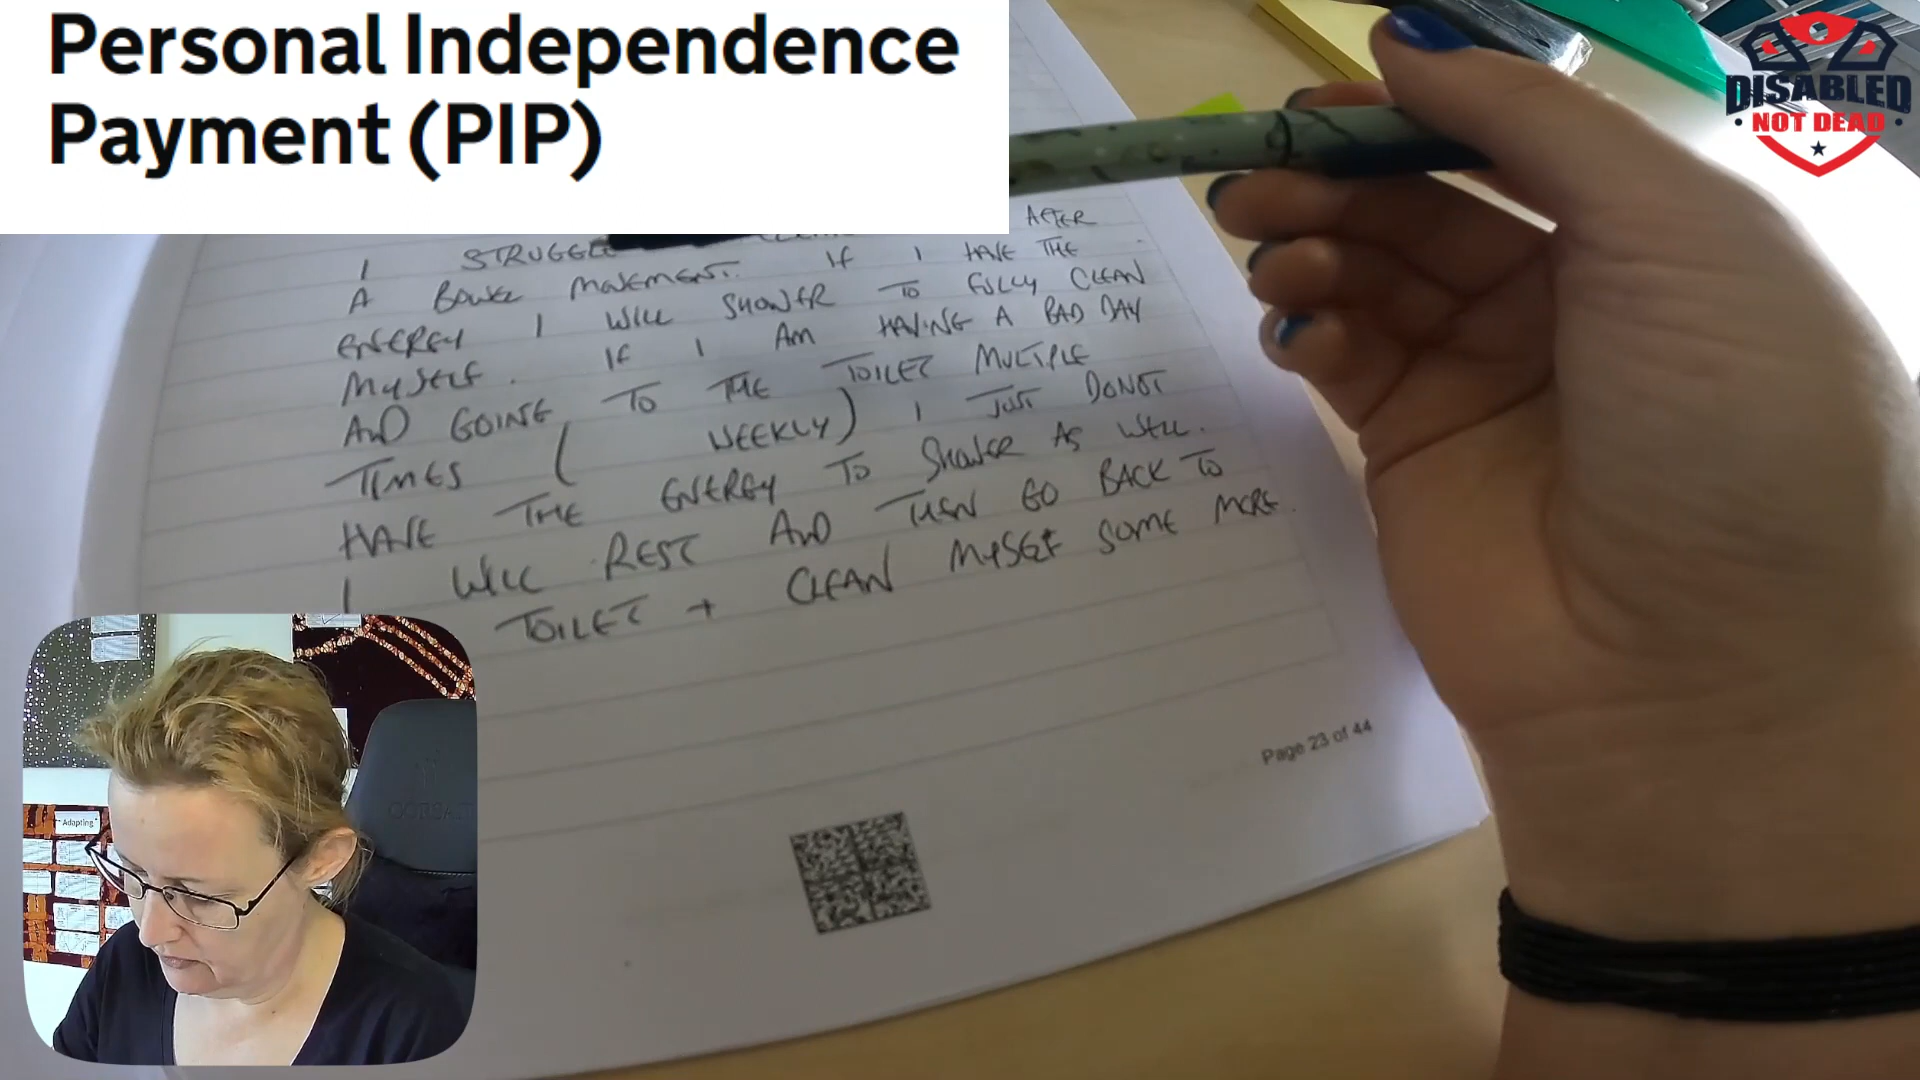 Personal Independence
Payment (PIP)
DISABLED
NOT DEAD
I STRUGGLE AFTER
A BOWEL MOVEMENT. IF I HAVE THE
ENERGY I WILL SHOWER TO FULLY CLEAN
MYSELF. IF I AM HAVING A BAD DAY
AND GOING TO THE TOILET MULTIPLE
TIMES ( WEEKLY) I JUST DONOT
HAVE THE ENERGY TO SHOWER AS WELL.
I WILL REST AND THEN GO BACK TO
TOILET + CLEAN MYSELF SOME MORE.
Page 23 of 44
Adapting